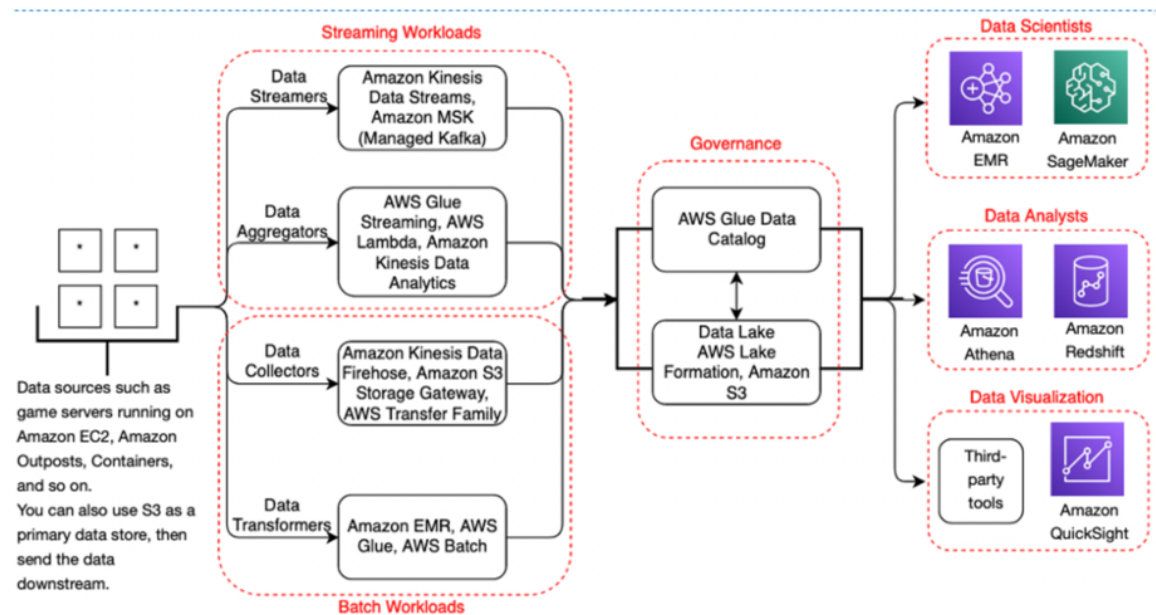 Streaming Workloads
Data
Streamers
Amazon Kinesis
Data Streams,
Amazon MSK
(Managed Kafka)
Data
Aggregators
AWS Glue
Streaming, AWS
Lambda, Amazon
Kinesis Data
Analytics
* *
* *
Data sources such as
game servers running on
Amazon EC2, Amazon
Outposts, Containers,
and so on.
You can also use S3 as a
primary data store, then
send the data
downstream.
Data
Collectors
Amazon Kinesis Data
Firehose, Amazon S3
Storage Gateway,
AWS Transfer Family
Data
Transformers
Amazon EMR, AWS
Glue, AWS Batch
Batch Workloads
Governance
AWS Glue Data
Catalog
Data Lake
AWS Lake
Formation, Amazon
S3
Data Scientists
Amazon
EMR
Amazon
SageMaker
Data Analysts
Amazon
Athena
Amazon
Redshift
Data Visualization
Third-
party
tools
Amazon
QuickSight